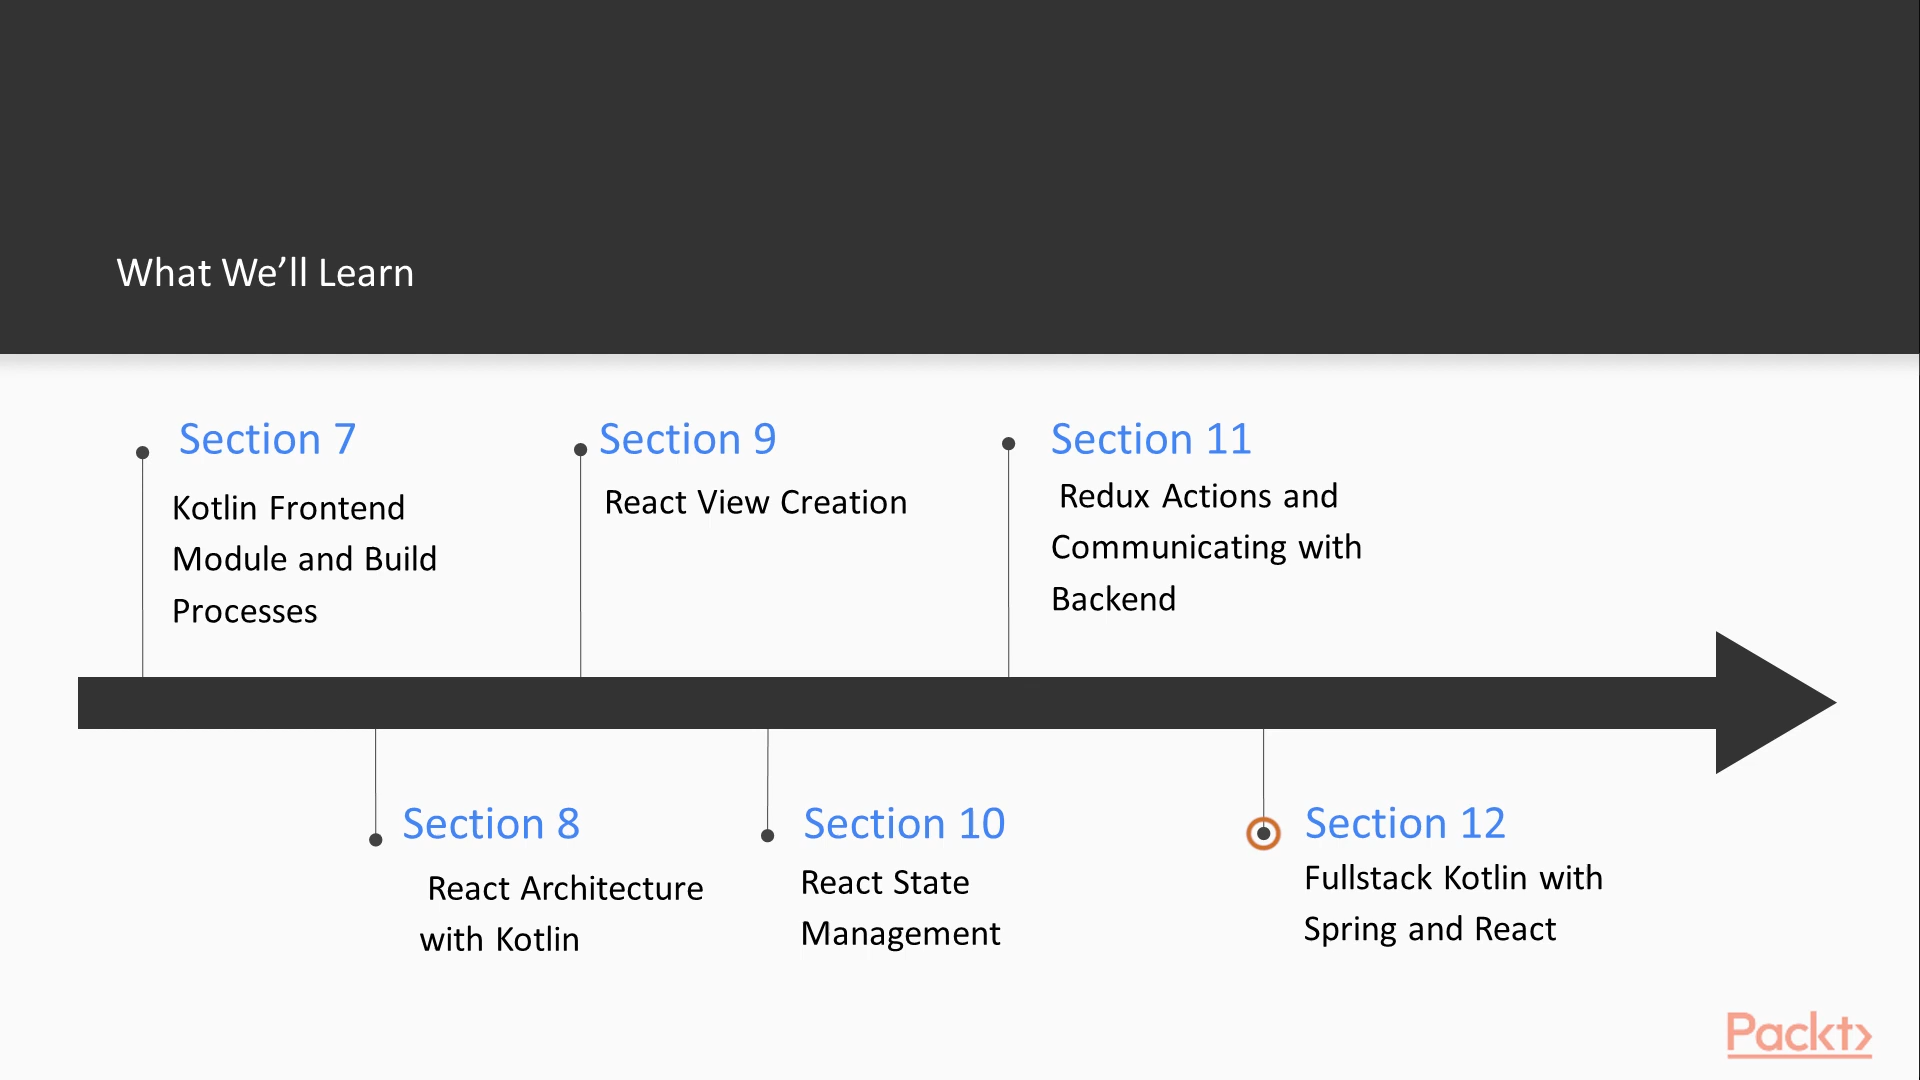 What We’ll Learn
Section 7
Kotlin Frontend
Module and Build
Processes
Section 9
React View Creation
Section 11
Redux Actions and
Communicating with
Backend
Section 8
React Architecture
with Kotlin
Section 10
React State
Management
Section 12
Fullstack Kotlin with
Spring and React
Packt>